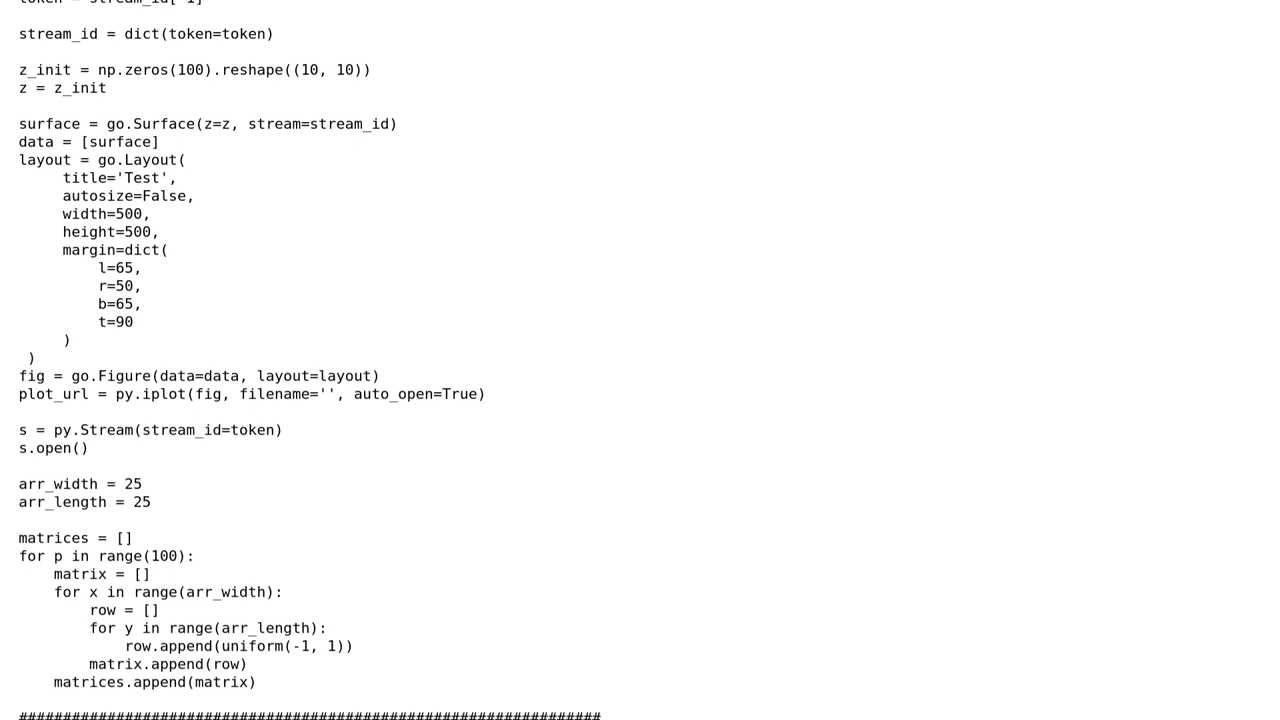 token = stream_id[-1]
stream_id = dict(token=token)
z_init = np.zeros(100).reshape((10, 10))
z = z_init
surface = go.Surface(z=z, stream=stream_id)
data = [surface]
layout = go.Layout(
     title='Test',
     autosize=False,
     width=500,
     height=500,
     margin=dict(
         l=65,
         r=50,
         b=65,
         t=90
     )
 )
fig = go.Figure(data=data, layout=layout)
plot_url = py.iplot(fig, filename='', auto_open=True)
s = py.Stream(stream_id=token)
s.open()
arr_width = 25
arr_length = 25
matrices = []
for p in range(100):
    matrix = []
    for x in range(arr_width):
        row = []
        for y in range(arr_length):
            row.append(uniform(-1, 1))
        matrix.append(row)
    matrices.append(matrix)
##################################################################